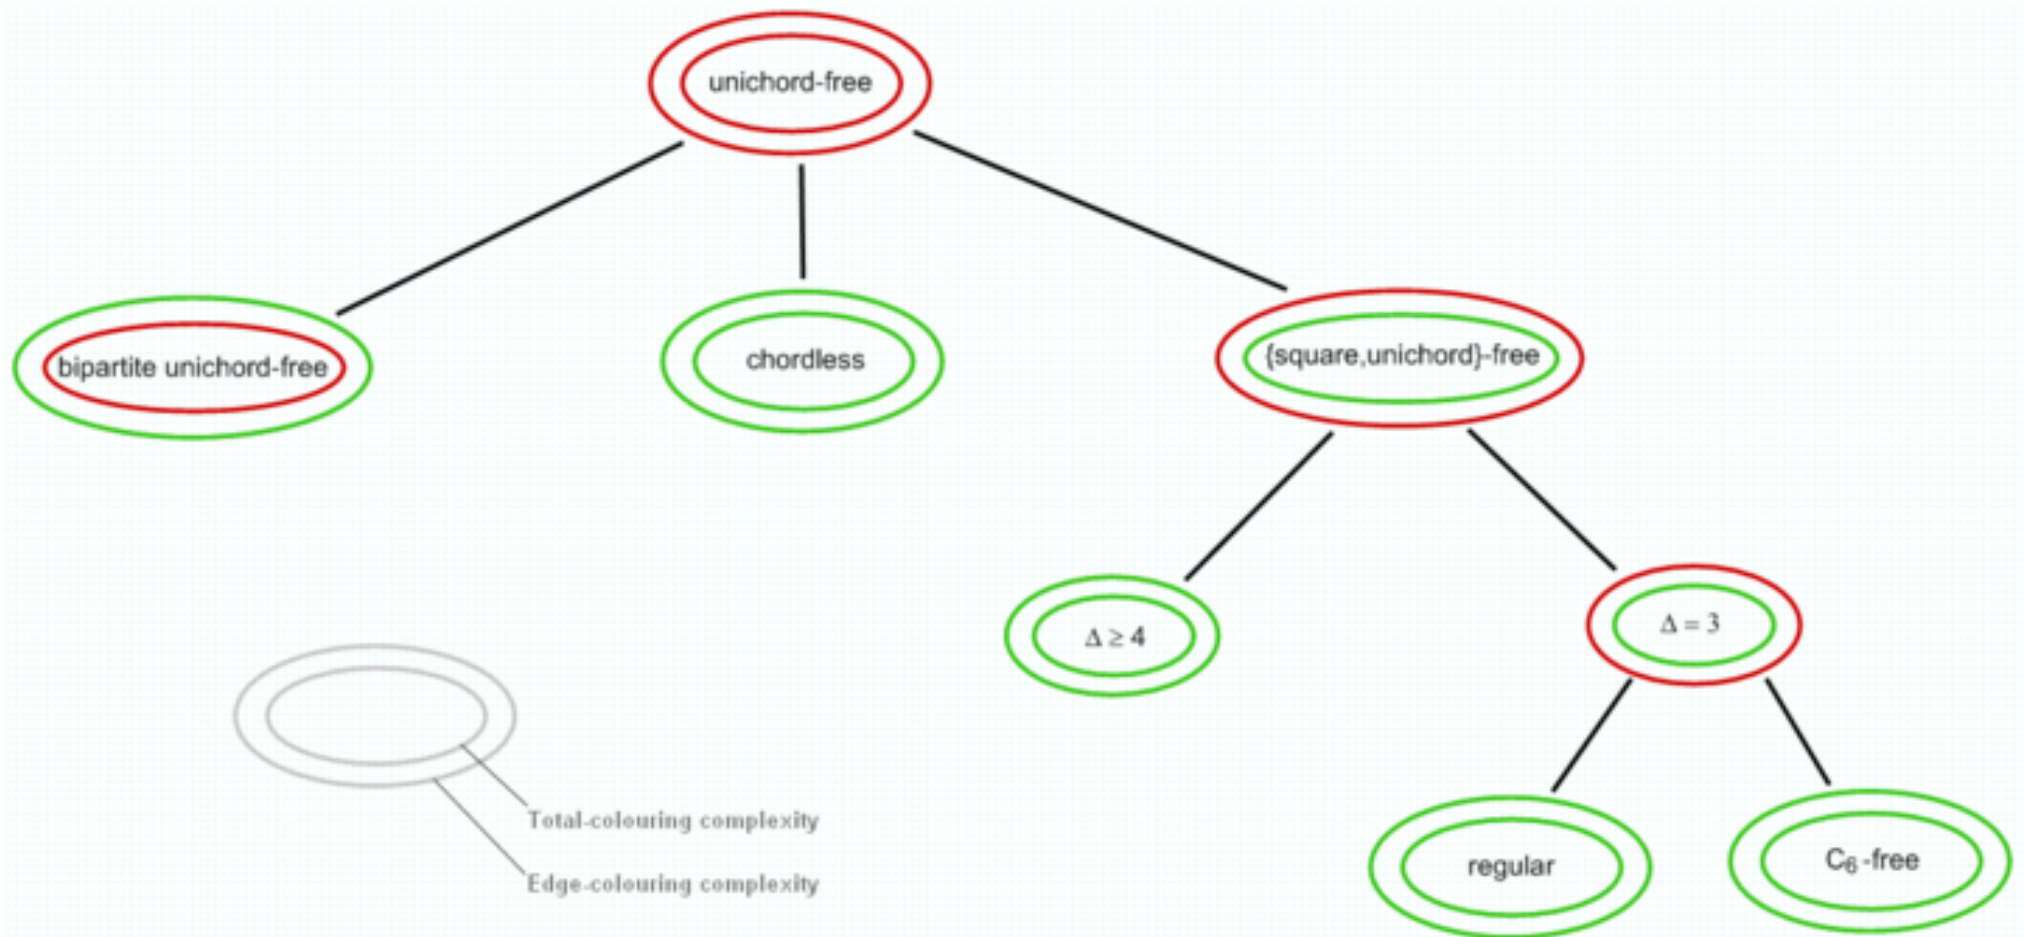 unichord-free
bipartite unichord-free
chordless
{square,unichord}-free
Δ ≥ 4
Δ = 3
Total-colouring complexity
Edge-colouring complexity
regular
C₆-free